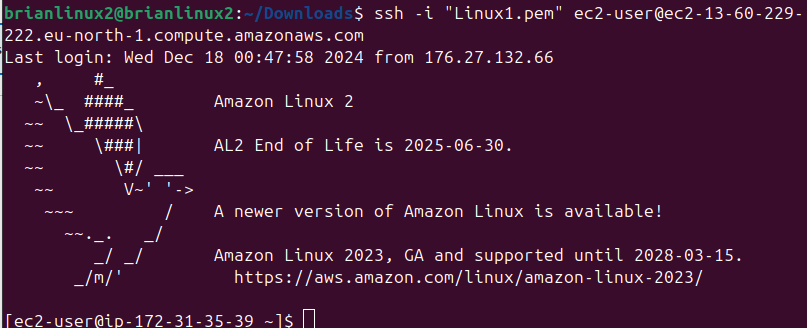 brianlinux2@brianlinux2:~/Downloads$ ssh -i "Linux1.pem" ec2-user@ec2-13-60-229-
222.eu-north-1.compute.amazonaws.com
Last login: Wed Dec 18 00:47:58 2024 from 176.27.132.66
   ,     #_
   ~\_  ####_        Amazon Linux 2
  ~~  \_#####\
  ~~     \###|       AL2 End of Life is 2025-06-30.
  ~~       \#/ ___
   ~~       V~' '->
    ~~~         /    A newer version of Amazon Linux is available!
      ~~._.   _/
         _/ _/       Amazon Linux 2023, GA and supported until 2028-03-15.
       _/m/'           https://aws.amazon.com/linux/amazon-linux-2023/

[ec2-user@ip-172-31-35-39 ~]$